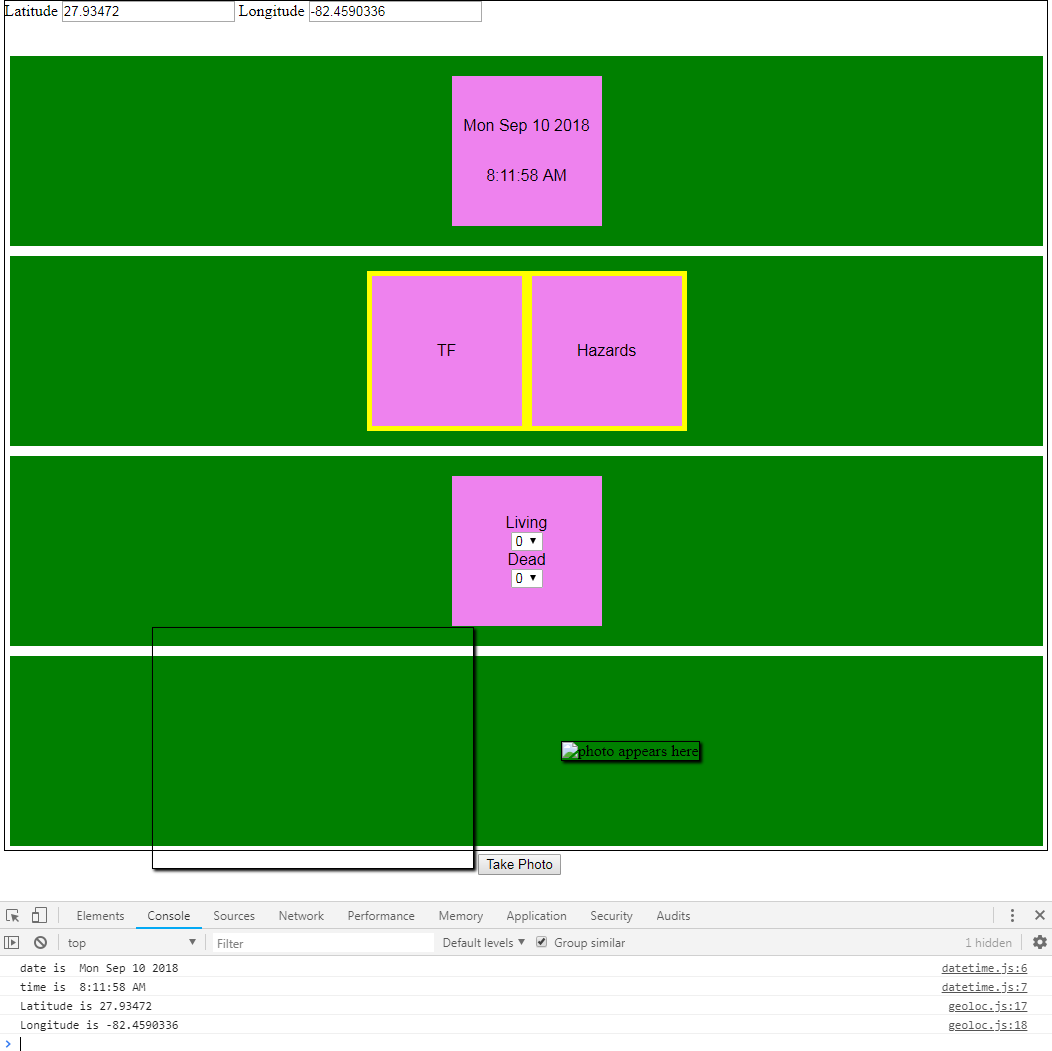 Latitude 27.93472 Longitude -82.4590336
Mon Sep 10 2018
8:11:58 AM
TF Hazards
Living
0
Dead
0
photo appears here
Take Photo
Elements Console Sources Network Performance Memory Application Security Audits
top Filter Default levels Group similar 1 hidden
date is  Mon Sep 10 2018 datetime.js:6
time is  8:11:58 AM datetime.js:7
Latitude is 27.93472 geoloc.js:17
Longitude is -82.4590336 geoloc.js:18
>